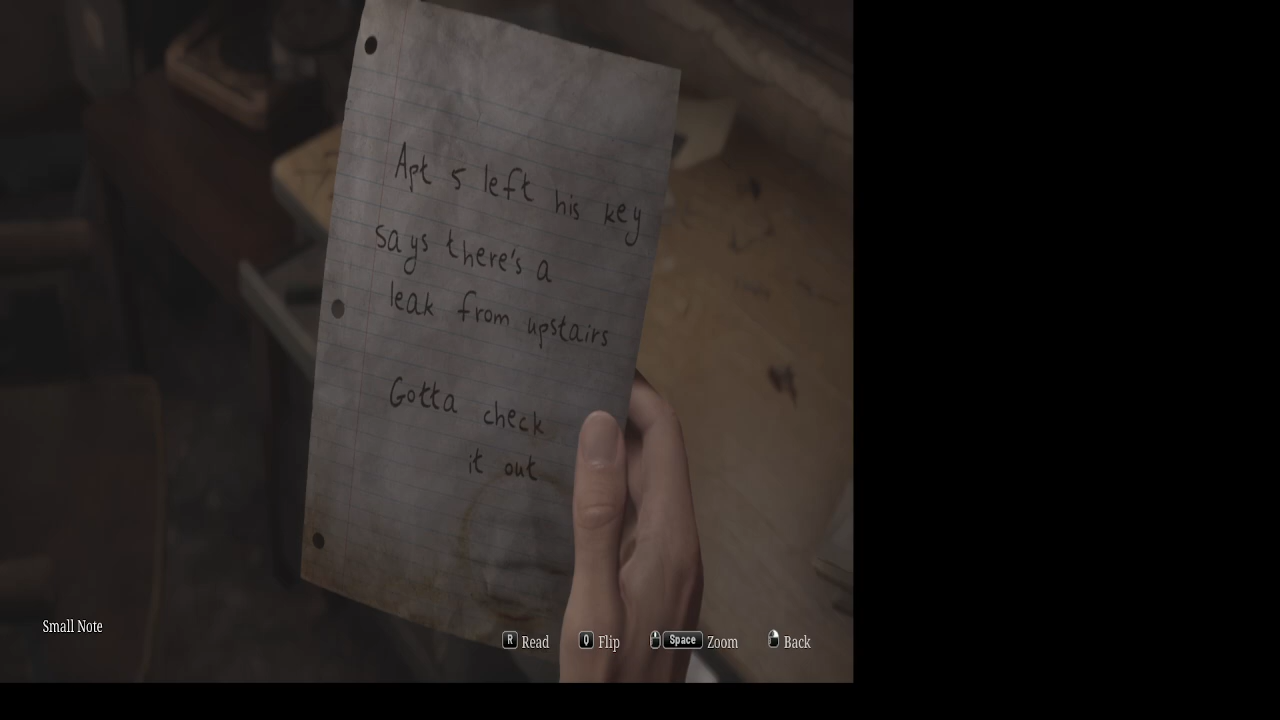 Apt 5 left his key
says there's a
leak from upstairs
Gotta check
it out
Small Note
R Read
Q Flip
Space Zoom
Back